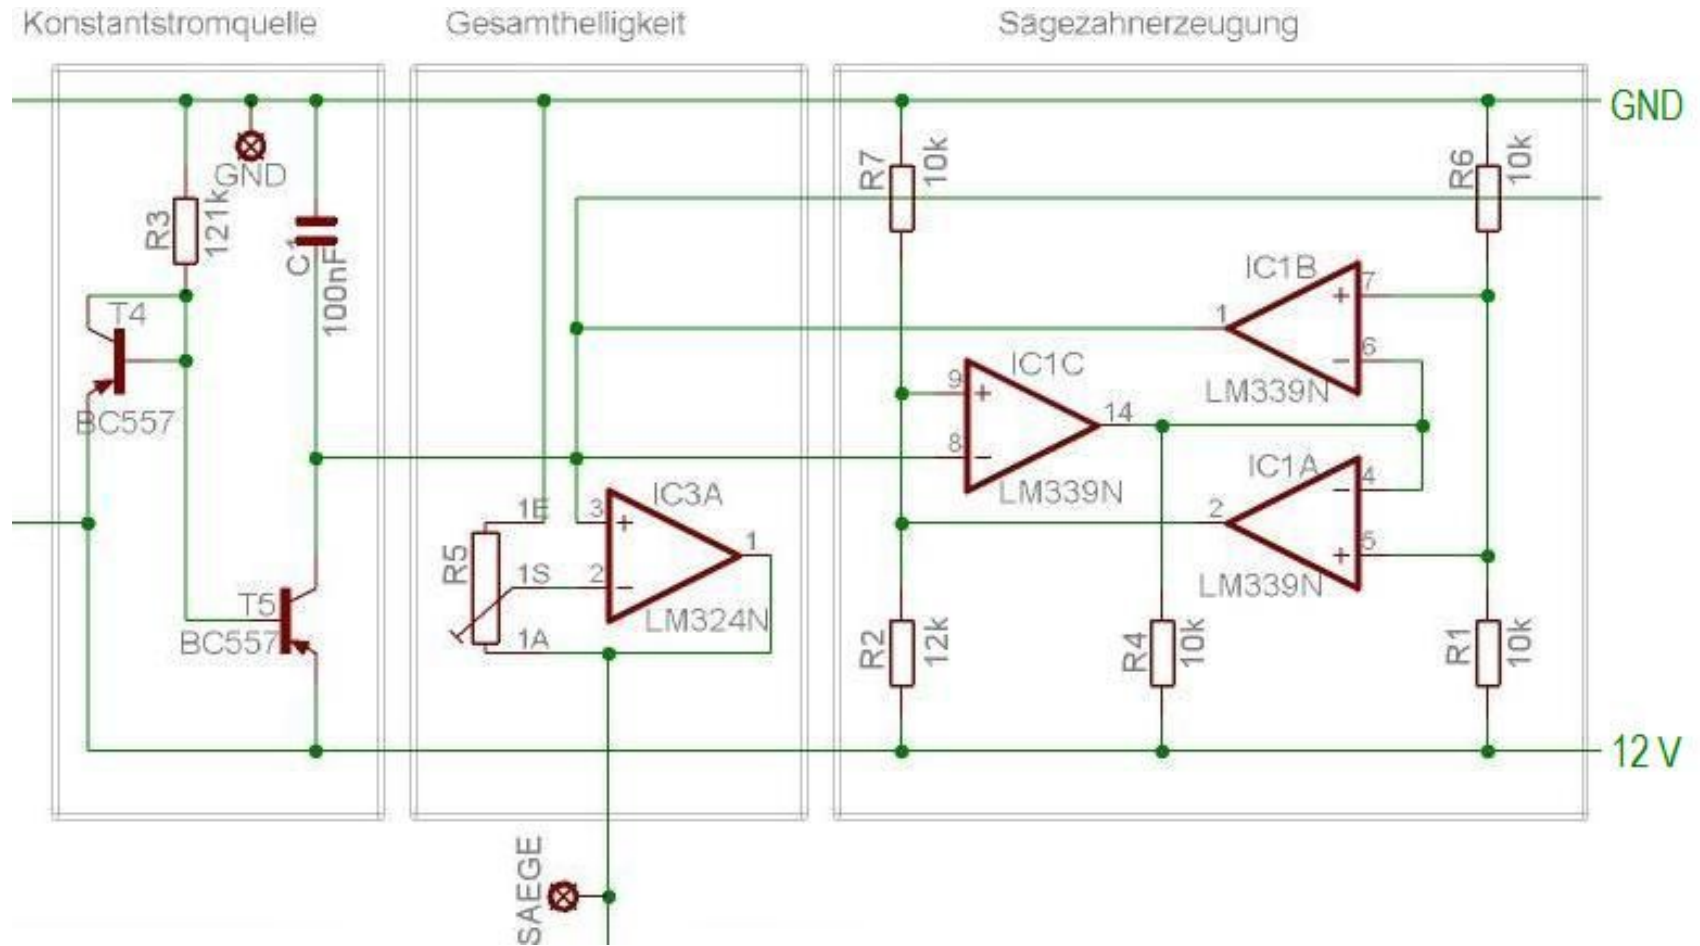 Konstantstromquelle
Gesamthelligkeit
Sägezahnerzeugung
GND
GND
R3
121k
C1
100nF
T4
BC557
T5
BC557
R5
1E
1S
1A
3
+
2
−
IC3A
1
LM324N
SAEGE
R7
10k
R6
10k
IC1B
7
+
1
6
−
LM339N
IC1C
9
+
14
8
−
LM339N
IC1A
4
−
2
5
+
LM339N
R2
12k
R4
10k
R1
10k
12 V